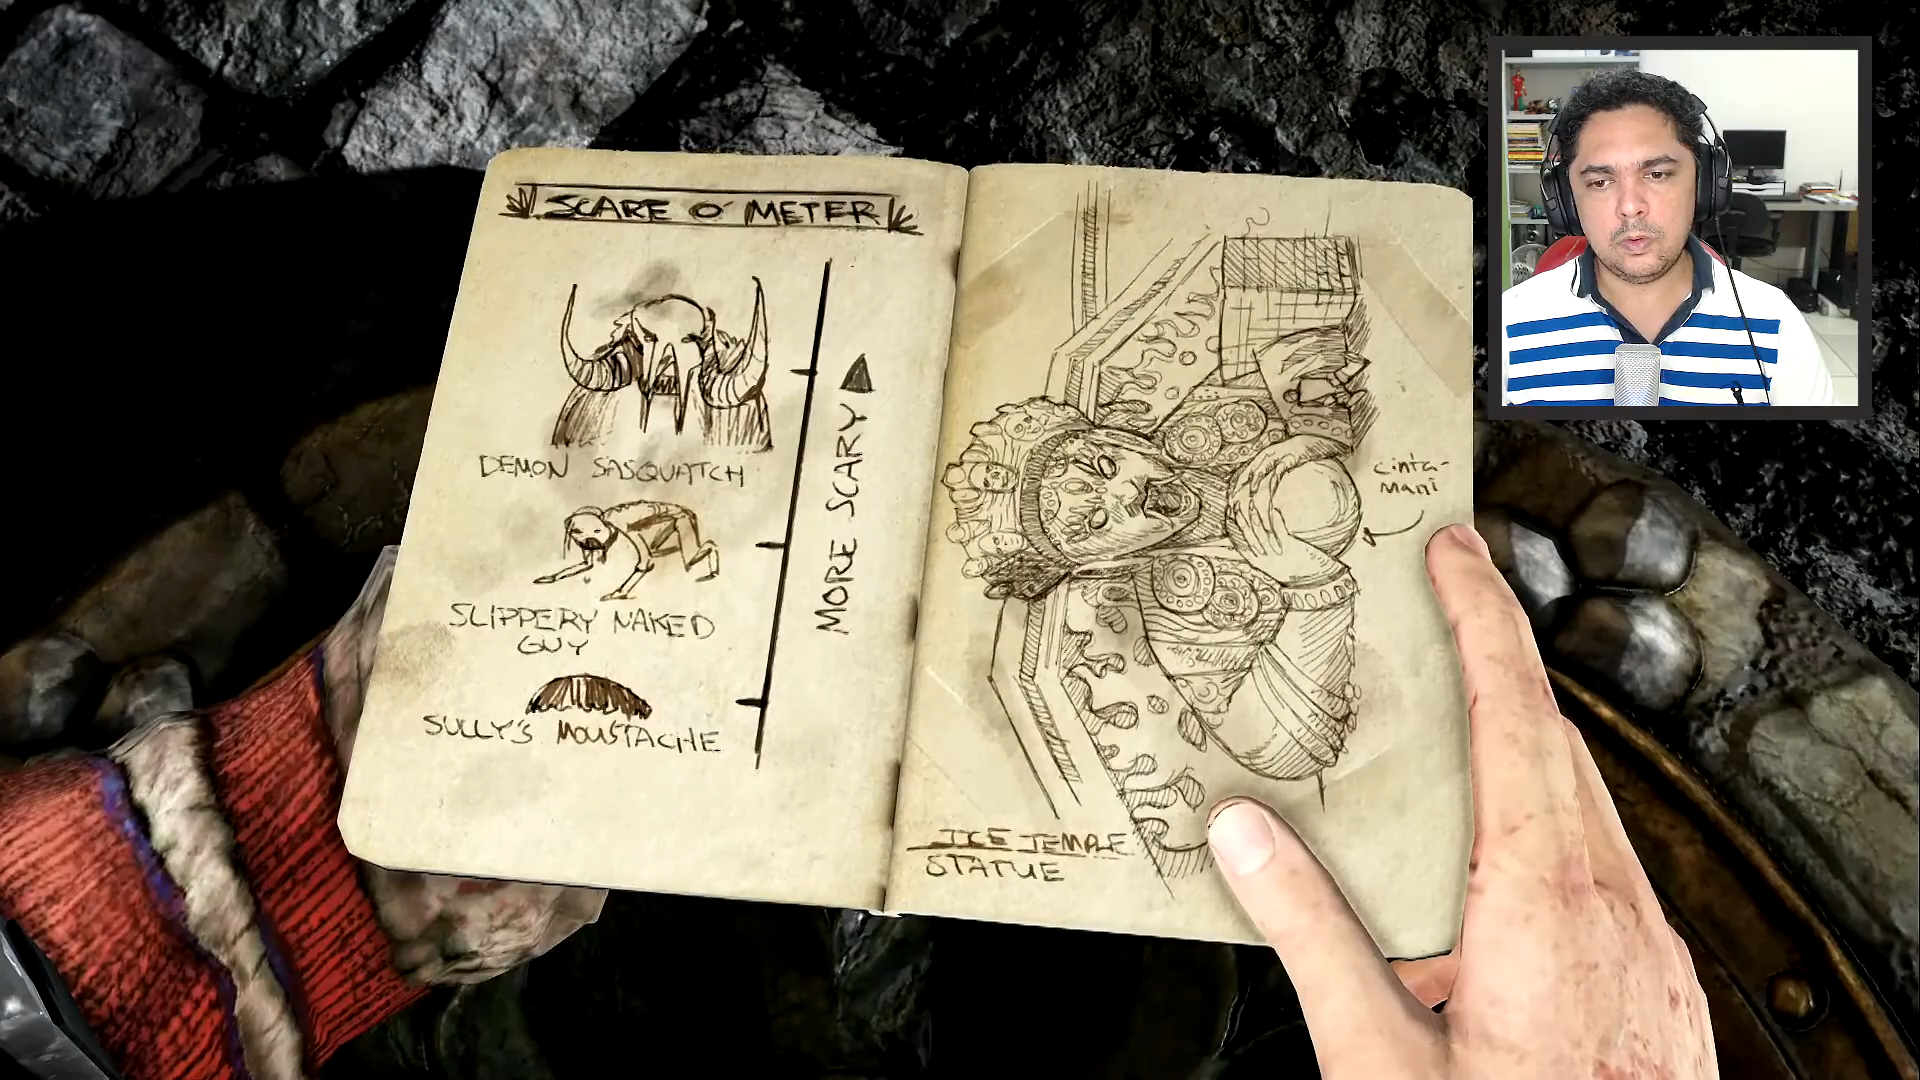 SCARE O' METER
DEMON SASQUATCH
SLIPPERY NAKED
GUY
SULLY'S MOUSTACHE
MORE SCARY
Cinta-
mani
ICE TEMPLE
STATUE